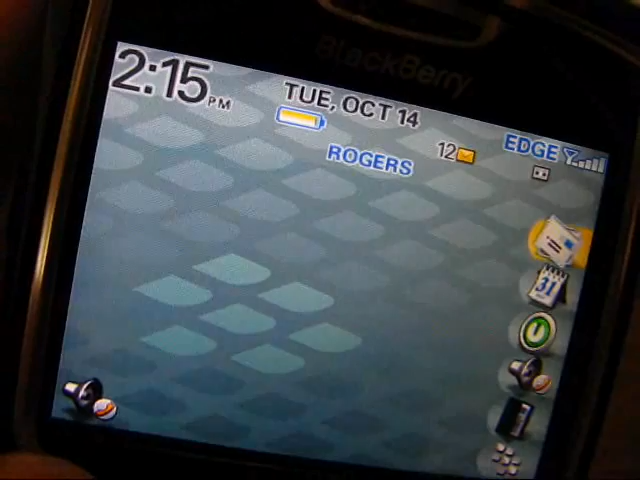 BlackBerry
2:15 PM
TUE, OCT 14
12
EDGE
ROGERS
31